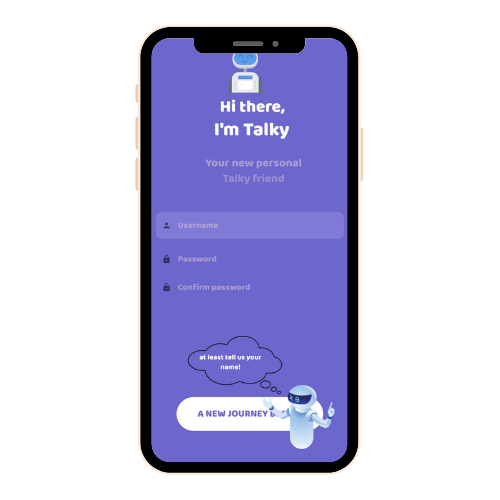 Hi there,
I'm Talky
Your new personal
Talky friend
Username
Password
Confirm password
at least tell us your
name!
A NEW JOURNEY